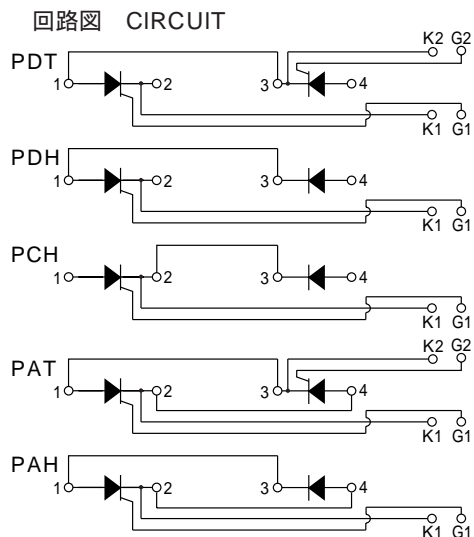 回路図 CIRCUIT
K2 G2
PDT
1 2 3 4
K1 G1
PDH
1 2 3 4
K1 G1
PCH
1 2 3 4
K1 G1
K2 G2
PAT
1 2 3 4
K1 G1
PAH
1 2 3 4
K1 G1